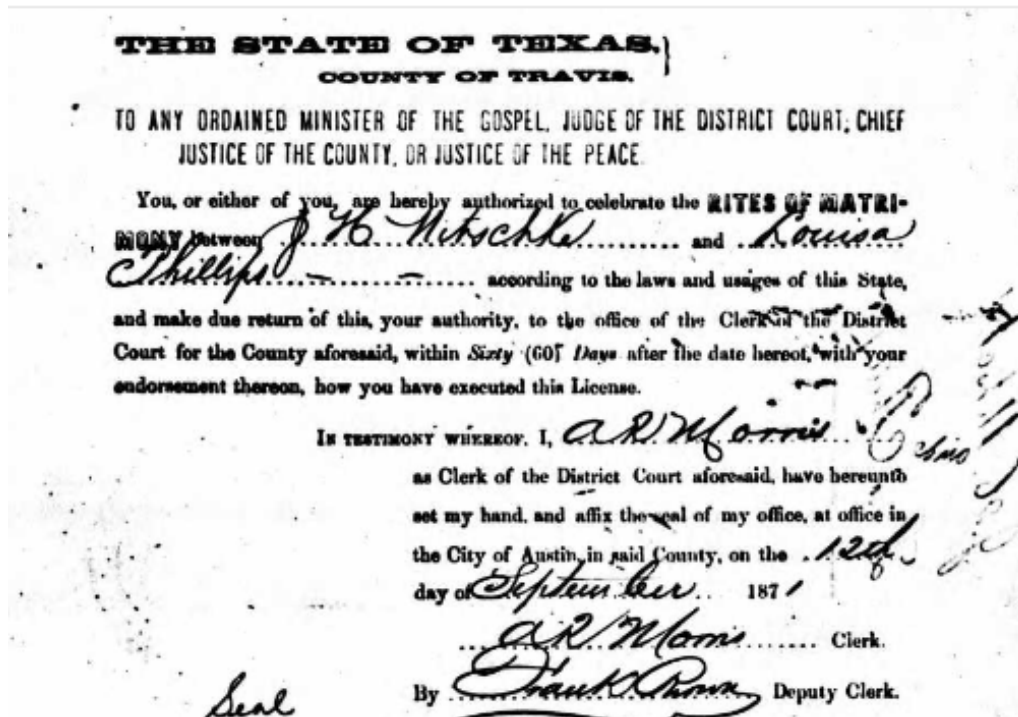 THE STATE OF TEXAS,}
COUNTY OF TRAVIS.
TO ANY ORDAINED MINISTER OF THE GOSPEL, JUDGE OF THE DISTRICT COURT; CHIEF
JUSTICE OF THE COUNTY, OR JUSTICE OF THE PEACE.
You, or either of you, are hereby authorized to celebrate the RITES OF MATRI-
MONY between J H Nitschke and Louisa
Phillips — — according to the laws and usages of this State,
and make due return of this, your authority, to the office of the Clerk of the District
Court for the County aforesaid, within Sixty (60) Days after the date hereof, with your
endorsement thereon, how you have executed this License.
IN TESTIMONY WHEREOF, I, A R Morris
as Clerk of the District Court aforesaid, have hereunto
set my hand, and affix the seal of my office, at office in
the City of Austin, in said County, on the 12th
day of September 1871
A R Morris Clerk.
By Frank Brown Deputy Clerk.
Seal